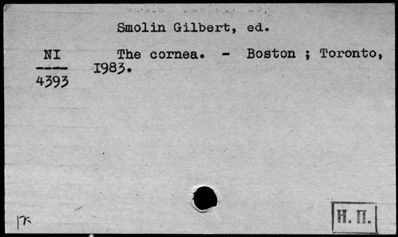 Smolin Gilbert, ed.
NI The cornea. - Boston ; Toronto,
4393 1983.
Н. П.